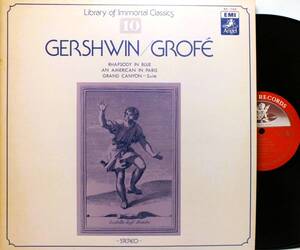 Library of Immortal Classics
10
EMI
Angel
GERSHWIN/GROFÉ
RHAPSODY IN BLUE
AN AMERICAN IN PARIS
GRAND CANYON-Suite
STEREO
RECORDS